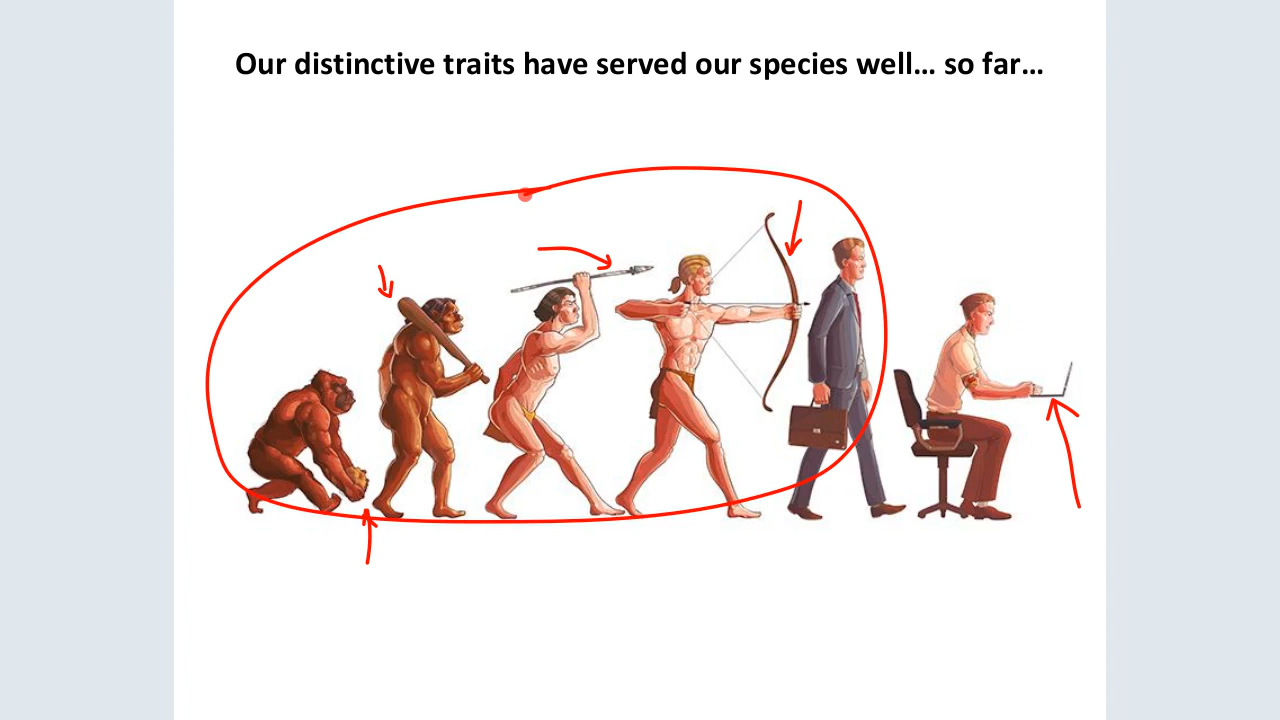 Our distinctive traits have served our species well… so far…